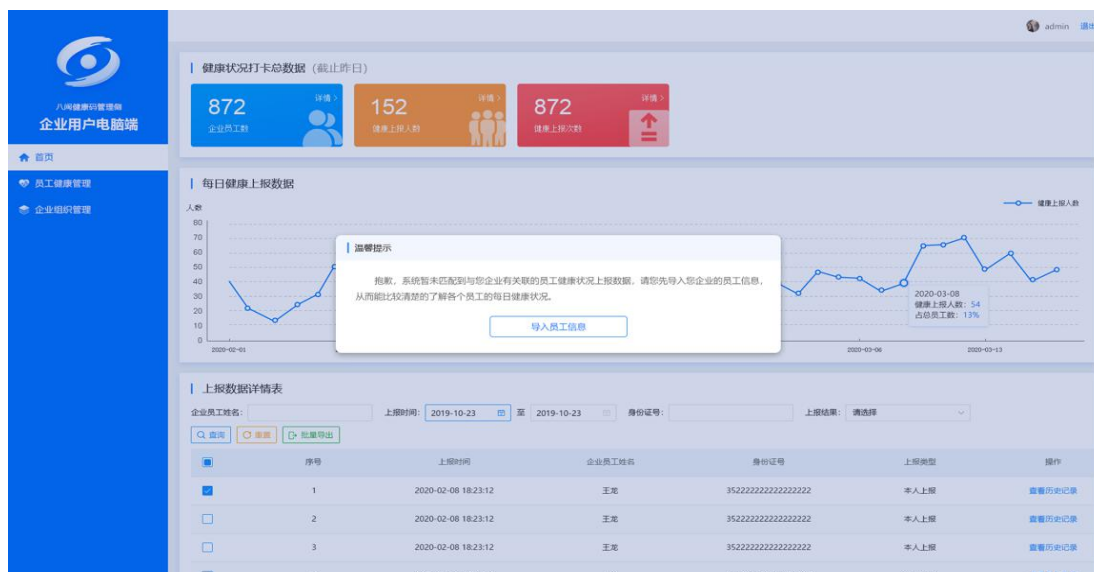 admin 退出
八闽健康码管理端
企业用户电脑端
首页
员工健康管理
企业组织管理
健康状况打卡总数据 (截止昨日)
872 详情 >
企业员工数
152 详情 >
健康上报人数
872 详情 >
健康上报次数
每日健康上报数据
人数
健康上报人数
80
70
60
50
40
30
20
10
0
2020-02-01
2020-03-06
2020-03-13
2020-03-08
健康上报人数: 54
占总员工数: 13%
温馨提示
抱歉，系统暂未匹配到与您企业有关联的员工健康状况上报数据，请您先导入您企业的员工信息，
从而能比较清楚的了解各个员工的每日健康状况。
导入员工信息
上报数据详情表
企业员工姓名: 上报时间: 2019-10-23 至 2019-10-23 身份证号: 上报结果: 请选择
查询 重置 批量导出
序号 上报时间 企业员工姓名 身份证号 上报类型 操作
1 2020-02-08 18:23:12 王龙 352222222222222222 本人上报 查看历史记录
2 2020-02-08 18:23:12 王龙 352222222222222222 本人上报 查看历史记录
3 2020-02-08 18:23:12 王龙 352222222222222222 本人上报 查看历史记录